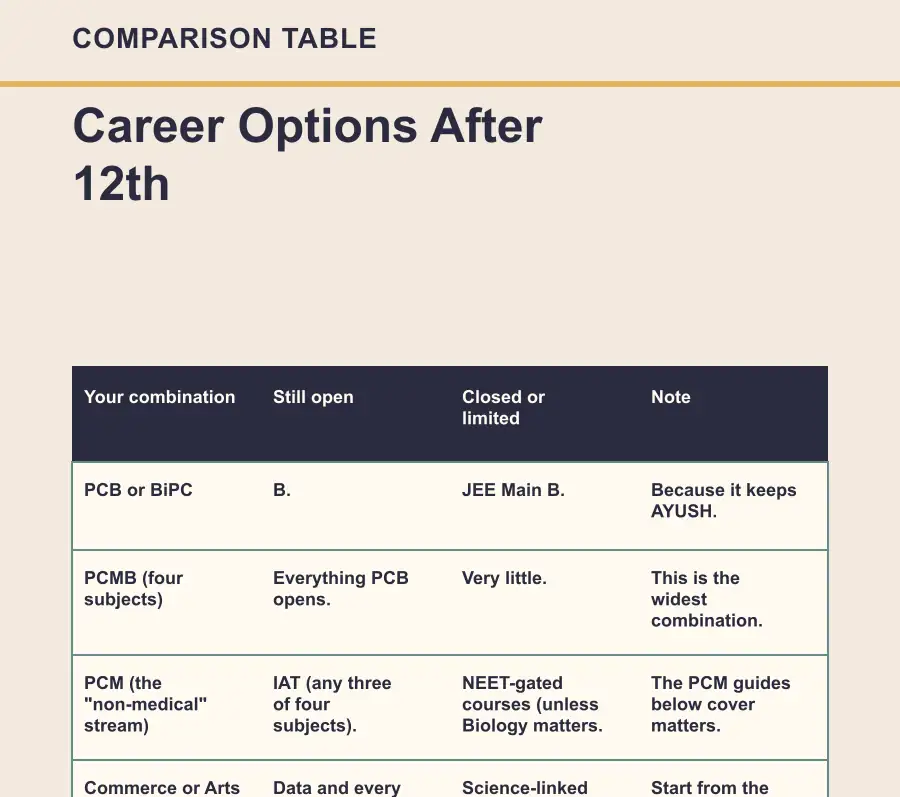 COMPARISON TABLE
Career Options After
12th
Your combination
Still open
Closed or
limited
Note
PCB or BiPC
B.
JEE Main B.
Because it keeps
AYUSH.
PCMB (four
subjects)
Everything PCB
opens.
Very little.
This is the
widest
combination.
PCM (the
"non-medical"
stream)
IAT (any three
of four
subjects).
NEET-gated
courses (unless
Biology matters.
The PCM guides
below cover
matters.
Commerce or Arts
Data and every
Science-linked
Start from the